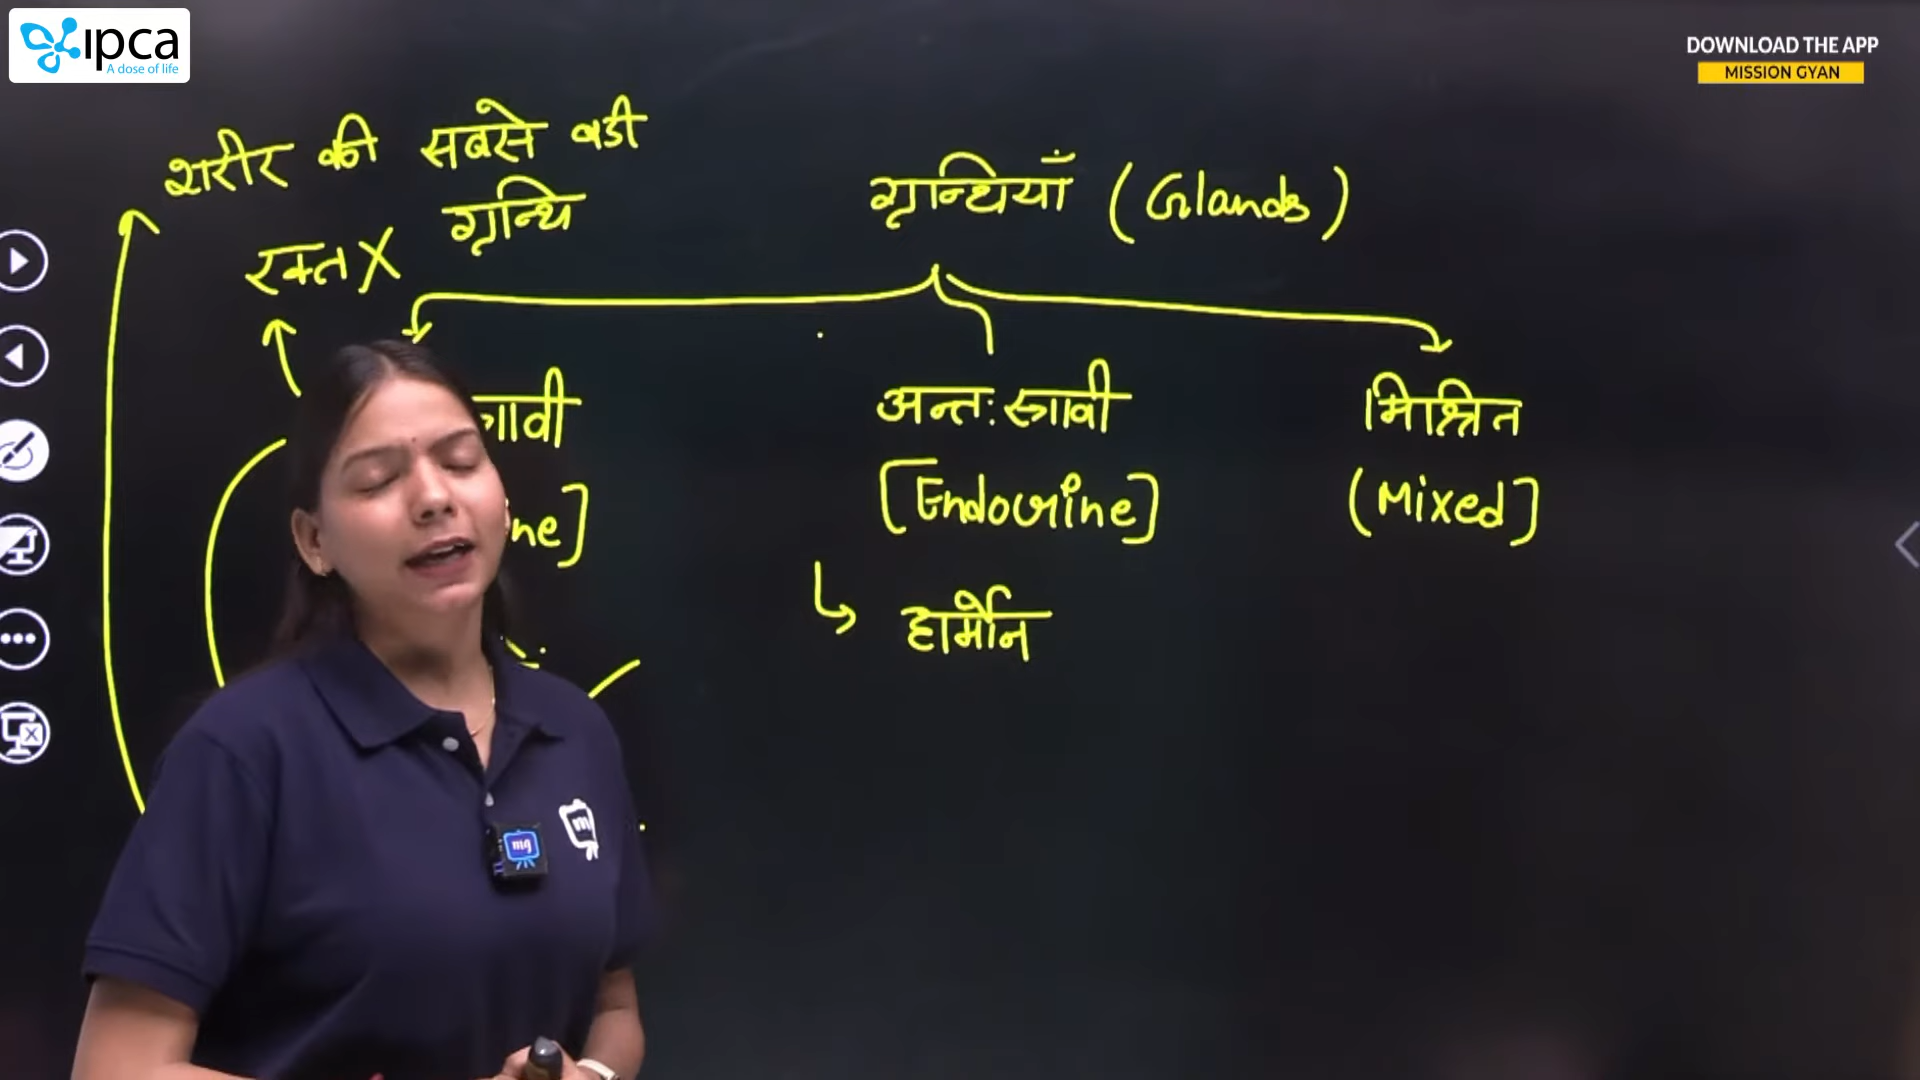 ipca
A dose of life
DOWNLOAD THE APP
MISSION GYAN
शरीर की सबसे बडी
ग्रन्थि
रक्त X
ग्रन्थियाँ (Glands)
अन्तः स्त्रावी
मिश्रित
[Endocrine]
(Mixed]
हार्मोन
mg